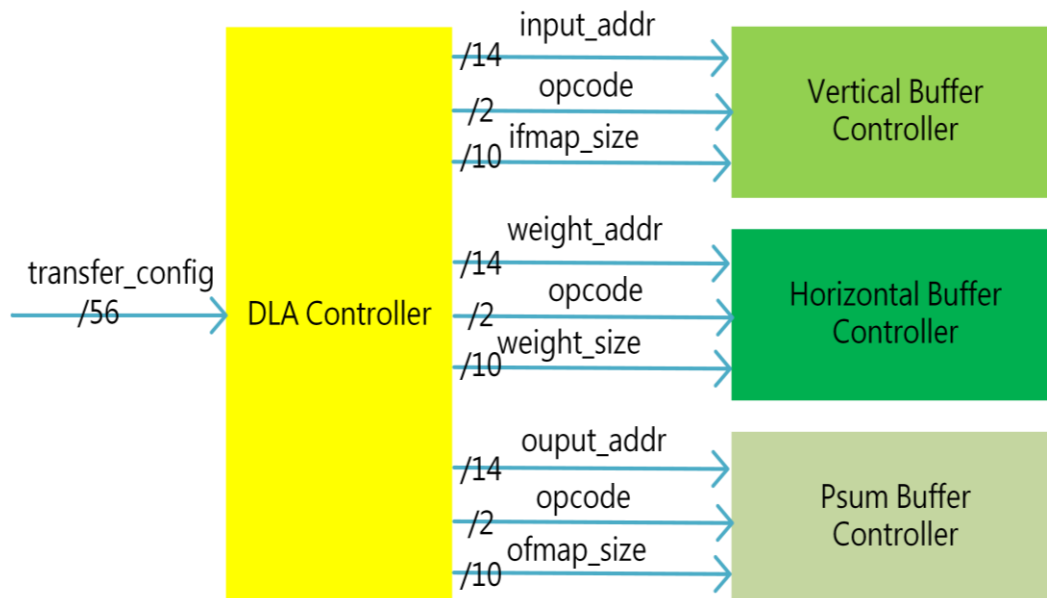 input_addr
/14
opcode
/2
ifmap_size
/10
Vertical Buffer
Controller
transfer_config
/56
DLA Controller
weight_addr
/14
opcode
/2
weight_size
/10
Horizontal Buffer
Controller
ouput_addr
/14
opcode
/2
ofmap_size
/10
Psum Buffer
Controller